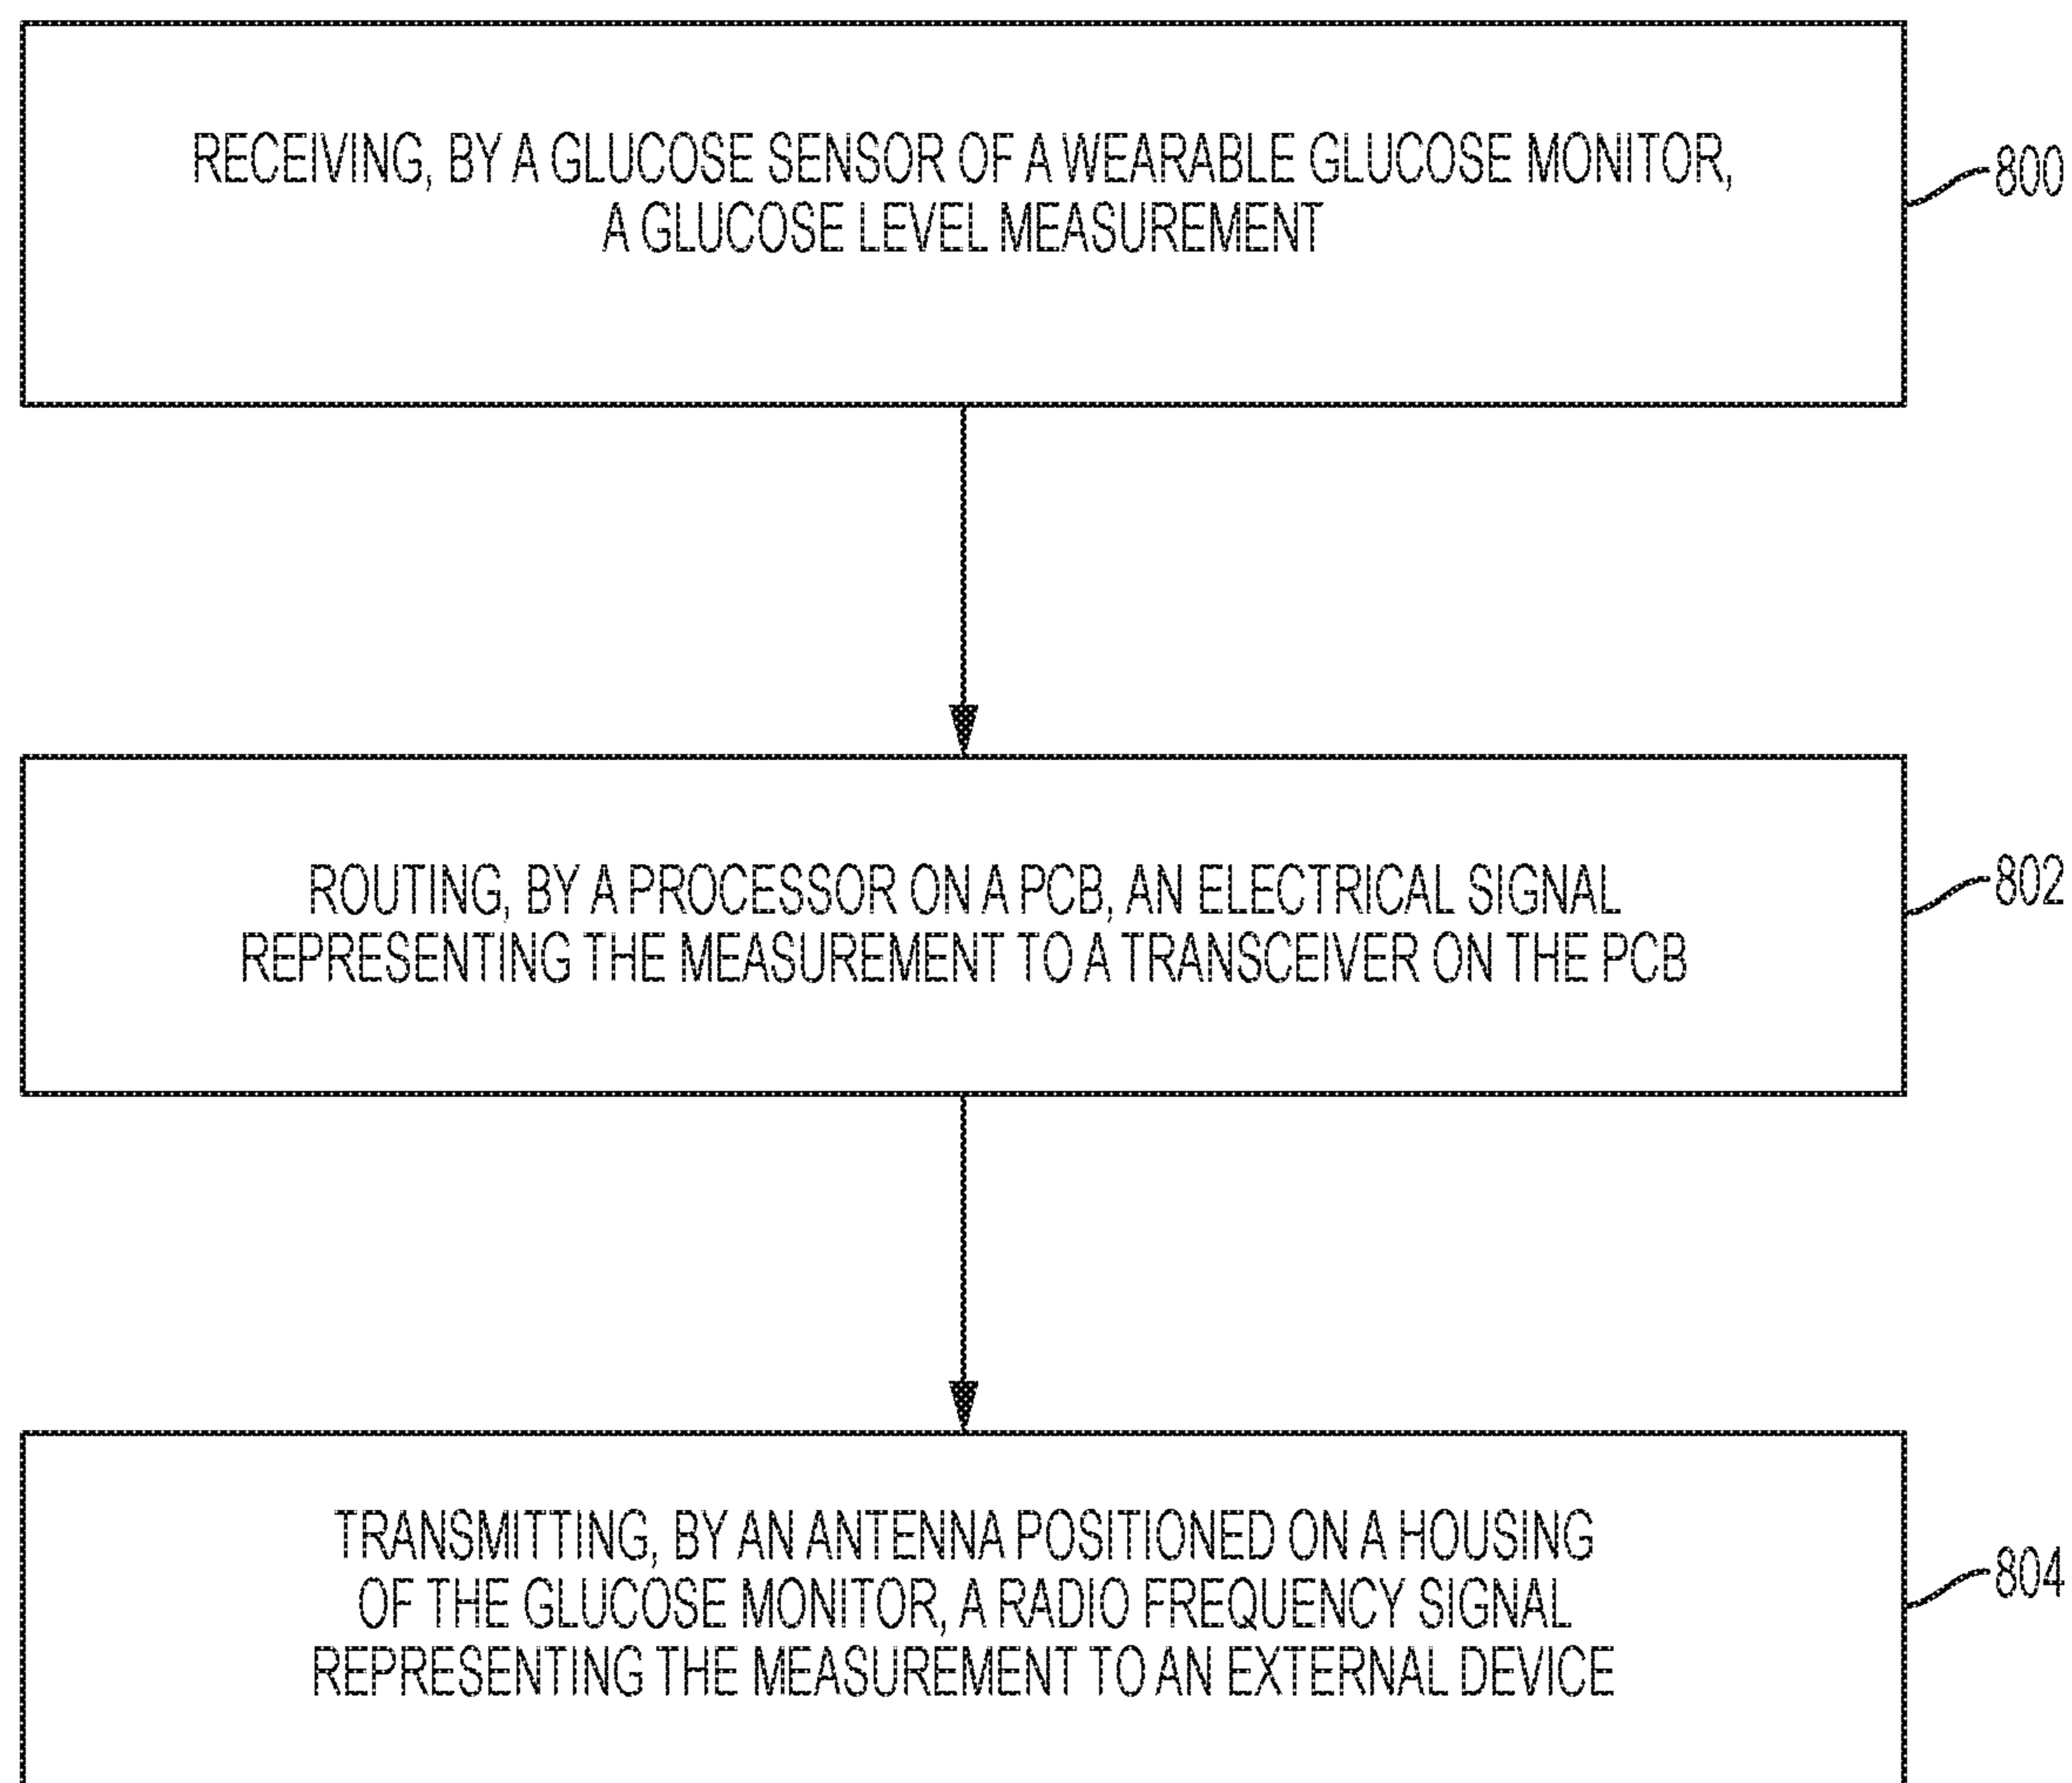 RECEIVING, BY A GLUCOSE SENSOR OF A WEARABLE GLUCOSE MONITOR,
A GLUCOSE LEVEL MEASUREMENT
800
ROUTING, BY A PROCESSOR ON A PCB, AN ELECTRICAL SIGNAL
REPRESENTING THE MEASUREMENT TO A TRANSCEIVER ON THE PCB
802
TRANSMITTING, BY AN ANTENNA POSITIONED ON A HOUSING
OF THE GLUCOSE MONITOR, A RADIO FREQUENCY SIGNAL
REPRESENTING THE MEASUREMENT TO AN EXTERNAL DEVICE
804